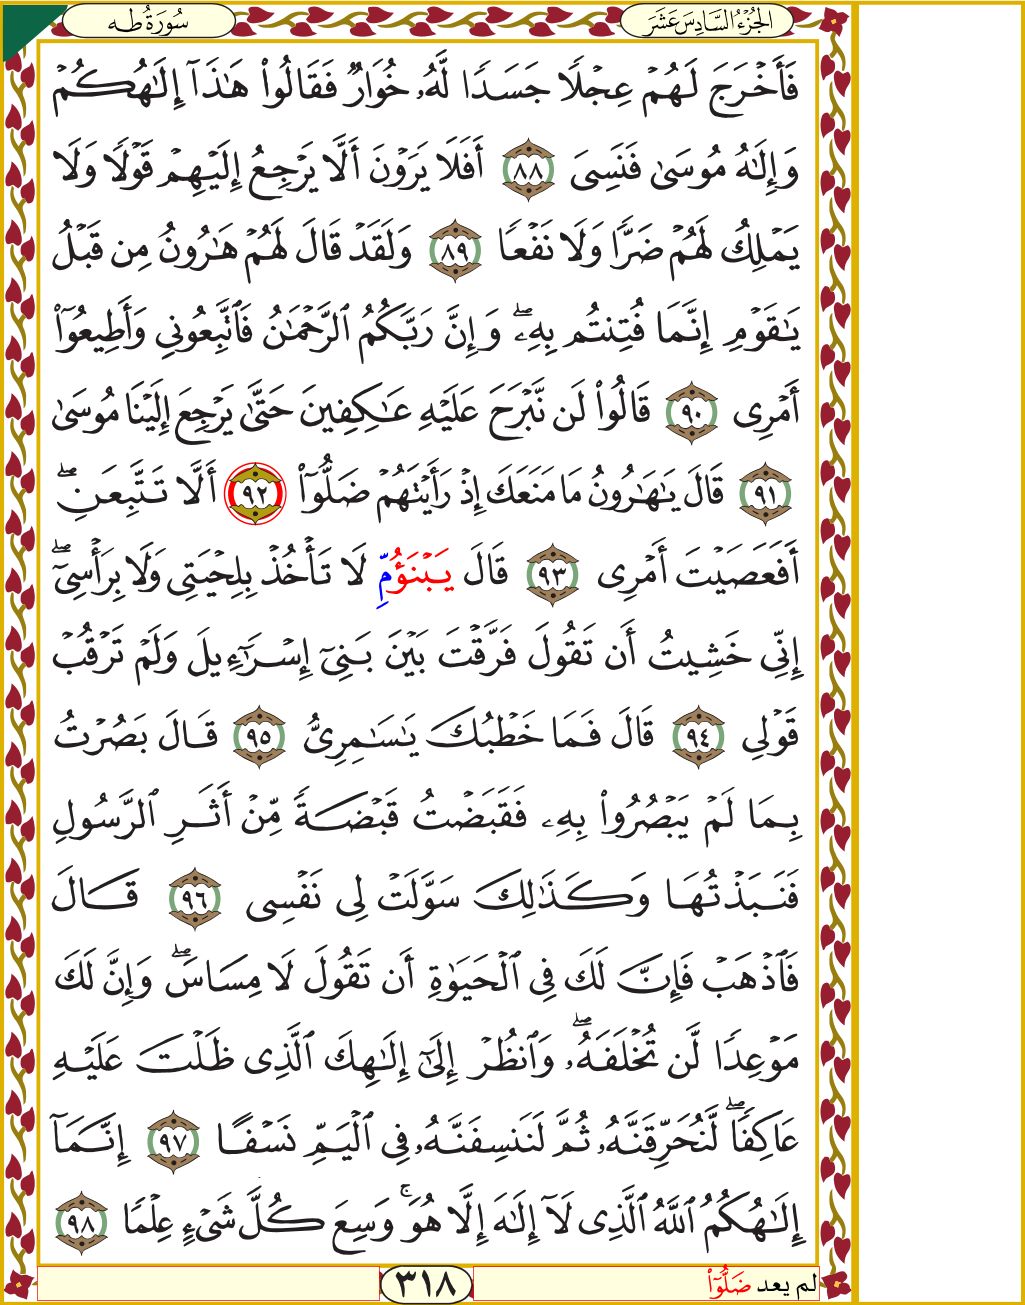 سُورَةُ طه
الجُزْءُ السَّادِسَ عَشَرَ
فَأَخْرَجَ لَهُمْ عِجْلًا جَسَدًا لَّهُۥ خُوَارٌ فَقَالُوا۟ هَٰذَآ إِلَٰهُكُمْ
وَإِلَٰهُ مُوسَىٰ فَنَسِىَ ٨٨ أَفَلَا يَرَوْنَ أَلَّا يَرْجِعُ إِلَيْهِمْ قَوْلًا وَلَا
يَمْلِكُ لَهُمْ ضَرًّا وَلَا نَفْعًا ٨٩ وَلَقَدْ قَالَ لَهُمْ هَٰرُونُ مِن قَبْلُ
يَٰقَوْمِ إِنَّمَا فُتِنتُم بِهِۦۖ وَإِنَّ رَبَّكُمُ ٱلرَّحْمَٰنُ فَٱتَّبِعُونِى وَأَطِيعُوٓا۟
أَمْرِى ٩٠ قَالُوا۟ لَن نَّبْرَحَ عَلَيْهِ عَٰكِفِينَ حَتَّىٰ يَرْجِعَ إِلَيْنَا مُوسَىٰ
٩١ قَالَ يَٰهَٰرُونُ مَا مَنَعَكَ إِذْ رَأَيْتَهُمْ ضَلُّوٓا۟ ٩٢ أَلَّا تَتَّبِعَنِۖ
أَفَعَصَيْتَ أَمْرِى ٩٣ قَالَ يَبْنَؤُمِّ لَا تَأْخُذْ بِلِحْيَتِى وَلَا بِرَأْسِىٓۖ
إِنِّى خَشِيتُ أَن تَقُولَ فَرَّقْتَ بَيْنَ بَنِىٓ إِسْرَٰٓءِيلَ وَلَمْ تَرْقُبْ
قَوْلِى ٩٤ قَالَ فَمَا خَطْبُكَ يَٰسَٰمِرِىُّ ٩٥ قَالَ بَصُرْتُ
بِمَا لَمْ يَبْصُرُوا۟ بِهِۦ فَقَبَضْتُ قَبْضَةً مِّنْ أَثَرِ ٱلرَّسُولِ
فَنَبَذْتُهَا وَكَذَٰلِكَ سَوَّلَتْ لِى نَفْسِى ٩٦ قَالَ
فَٱذْهَبْ فَإِنَّ لَكَ فِى ٱلْحَيَوٰةِ أَن تَقُولَ لَا مِسَاسَۖ وَإِنَّ لَكَ
مَوْعِدًا لَّن تُخْلَفَهُۥۖ وَٱنظُرْ إِلَىٰٓ إِلَٰهِكَ ٱلَّذِى ظَلْتَ عَلَيْهِ
عَاكِفًاۖ لَّنُحَرِّقَنَّهُۥ ثُمَّ لَنَنسِفَنَّهُۥ فِى ٱلْيَمِّ نَسْفًا ٩٧ إِنَّمَآ
إِلَٰهُكُمُ ٱللَّهُ ٱلَّذِى لَآ إِلَٰهَ إِلَّا هُوَۚ وَسِعَ كُلَّ شَىْءٍ عِلْمًا ٩٨
لم يعد ضَلُّوٓا۟
٣١٨